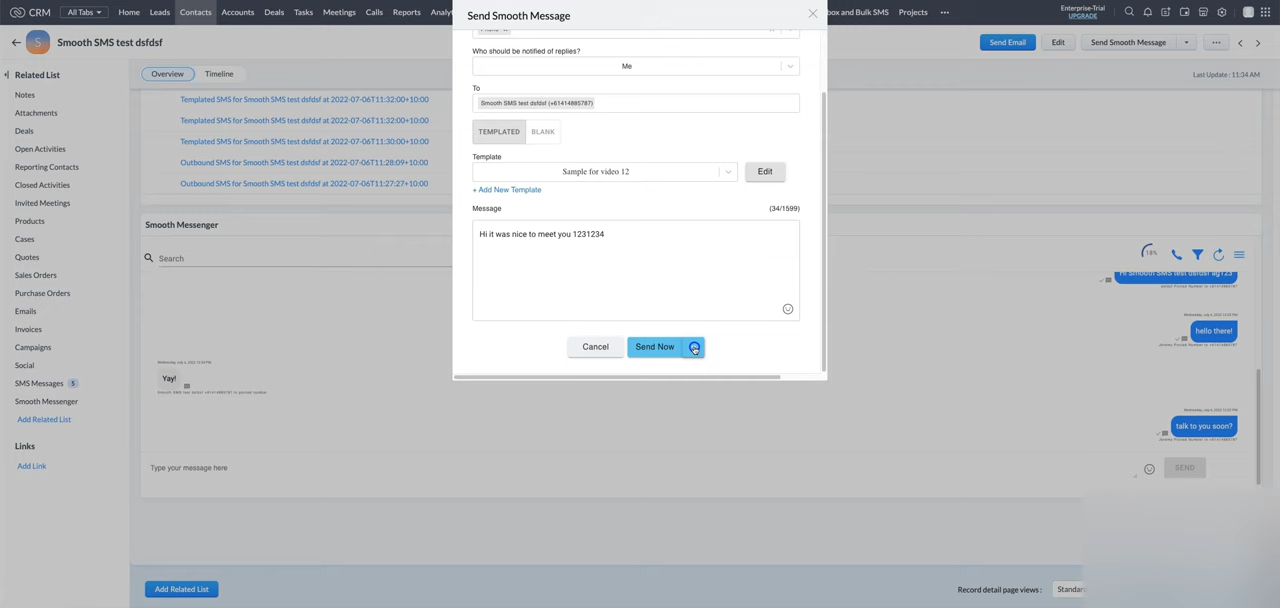 CRM All Tabs Home Leads Contacts Accounts Deals Tasks Meetings Calls Reports box and Bulk SMS Projects ••• Enterprise-Trial
UPGRADE
Send Smooth Message
S Smooth SMS test dsfdsf Send Email Edit Send Smooth Message •••
Related List Overview Timeline Last Update : 11:34 AM
Notes
Attachments
Deals
Open Activities
Reporting Contacts
Closed Activities
Invited Meetings
Products
Cases
Quotes
Sales Orders
Purchase Orders
Emails
Invoices
Campaigns
Social
SMS Messages 5
Smooth Messenger
Add Related List
Links
Add Link
Templated SMS for Smooth SMS test dsfdsf at 2022-07-06T11:32:00+10:00
Templated SMS for Smooth SMS test dsfdsf at 2022-07-06T11:32:00+10:00
Templated SMS for Smooth SMS test dsfdsf at 2022-07-06T11:30:00+10:00
Outbound SMS for Smooth SMS test dsfdsf at 2022-07-06T11:28:09+10:00
Outbound SMS for Smooth SMS test dsfdsf at 2022-07-06T11:27:27+10:00
Smooth Messenger
Search
Yay!
Type your message here
Who should be notified of replies?
Me
To
Smooth SMS test dsfdsf (+61414885787)
TEMPLATED BLANK
Template
Sample for video 12 Edit
+ Add New Template
Message (34/1599)
Hi it was nice to meet you 1231234
Cancel Send Now
Hi Smooth SMS test dsfdsf ag123
hello there!
talk to you soon?
SEND
Add Related List Record detail page views :